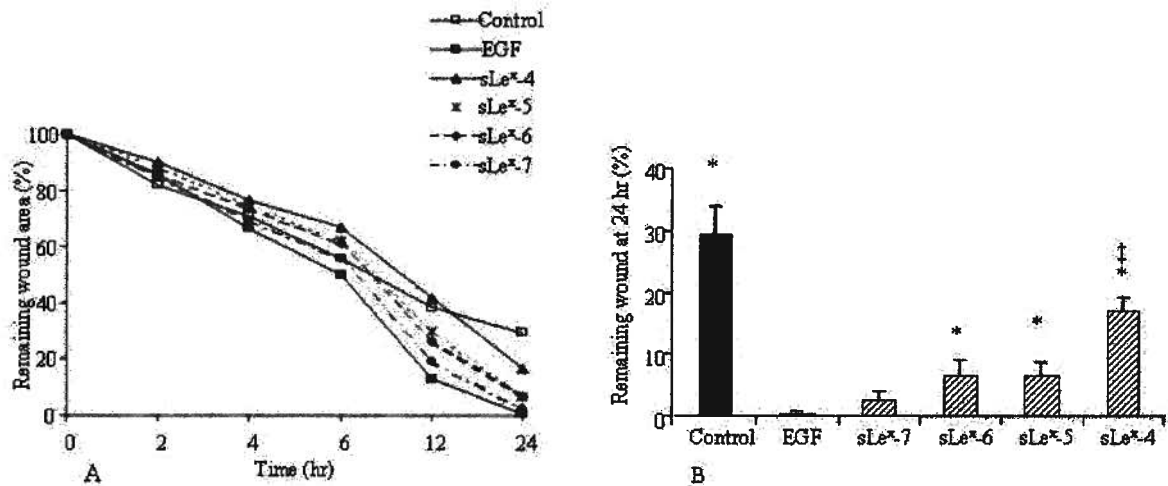 Control
EGF
sLeˣ-4
sLeˣ-5
sLeˣ-6
sLeˣ-7
Remaining wound area (%)
100
80
60
40
20
0
0 2 4 6 12 24
Time (hr)
A
Remaining wound at 24 hr (%)
40
30
20
10
0
*
*
*
‡
*
Control EGF sLeˣ-7 sLeˣ-6 sLeˣ-5 sLeˣ-4
B